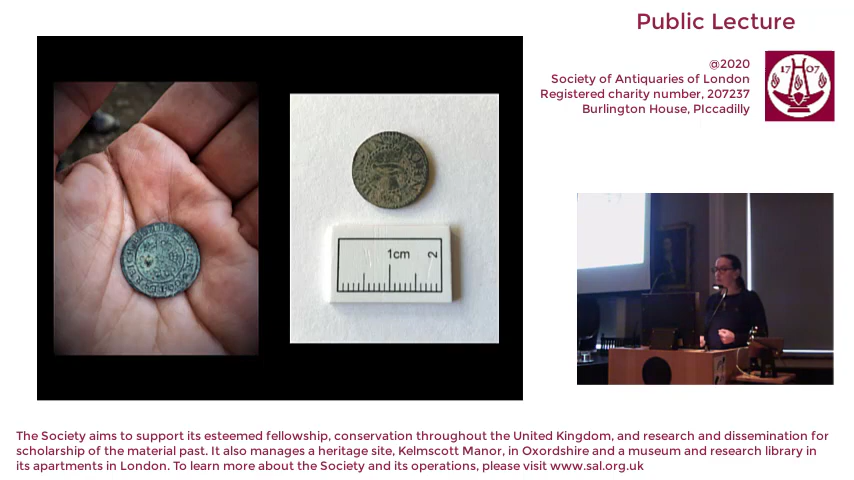 Public Lecture
@2020
Society of Antiquaries of London
Registered charity number, 207237
Burlington House, PIccadilly
17 07
1cm 2
The Society aims to support its esteemed fellowship, conservation throughout the United Kingdom, and research and dissemination for
scholarship of the material past. It also manages a heritage site, Kelmscott Manor, in Oxordshire and a museum and research library in
its apartments in London. To learn more about the Society and its operations, please visit www.sal.org.uk